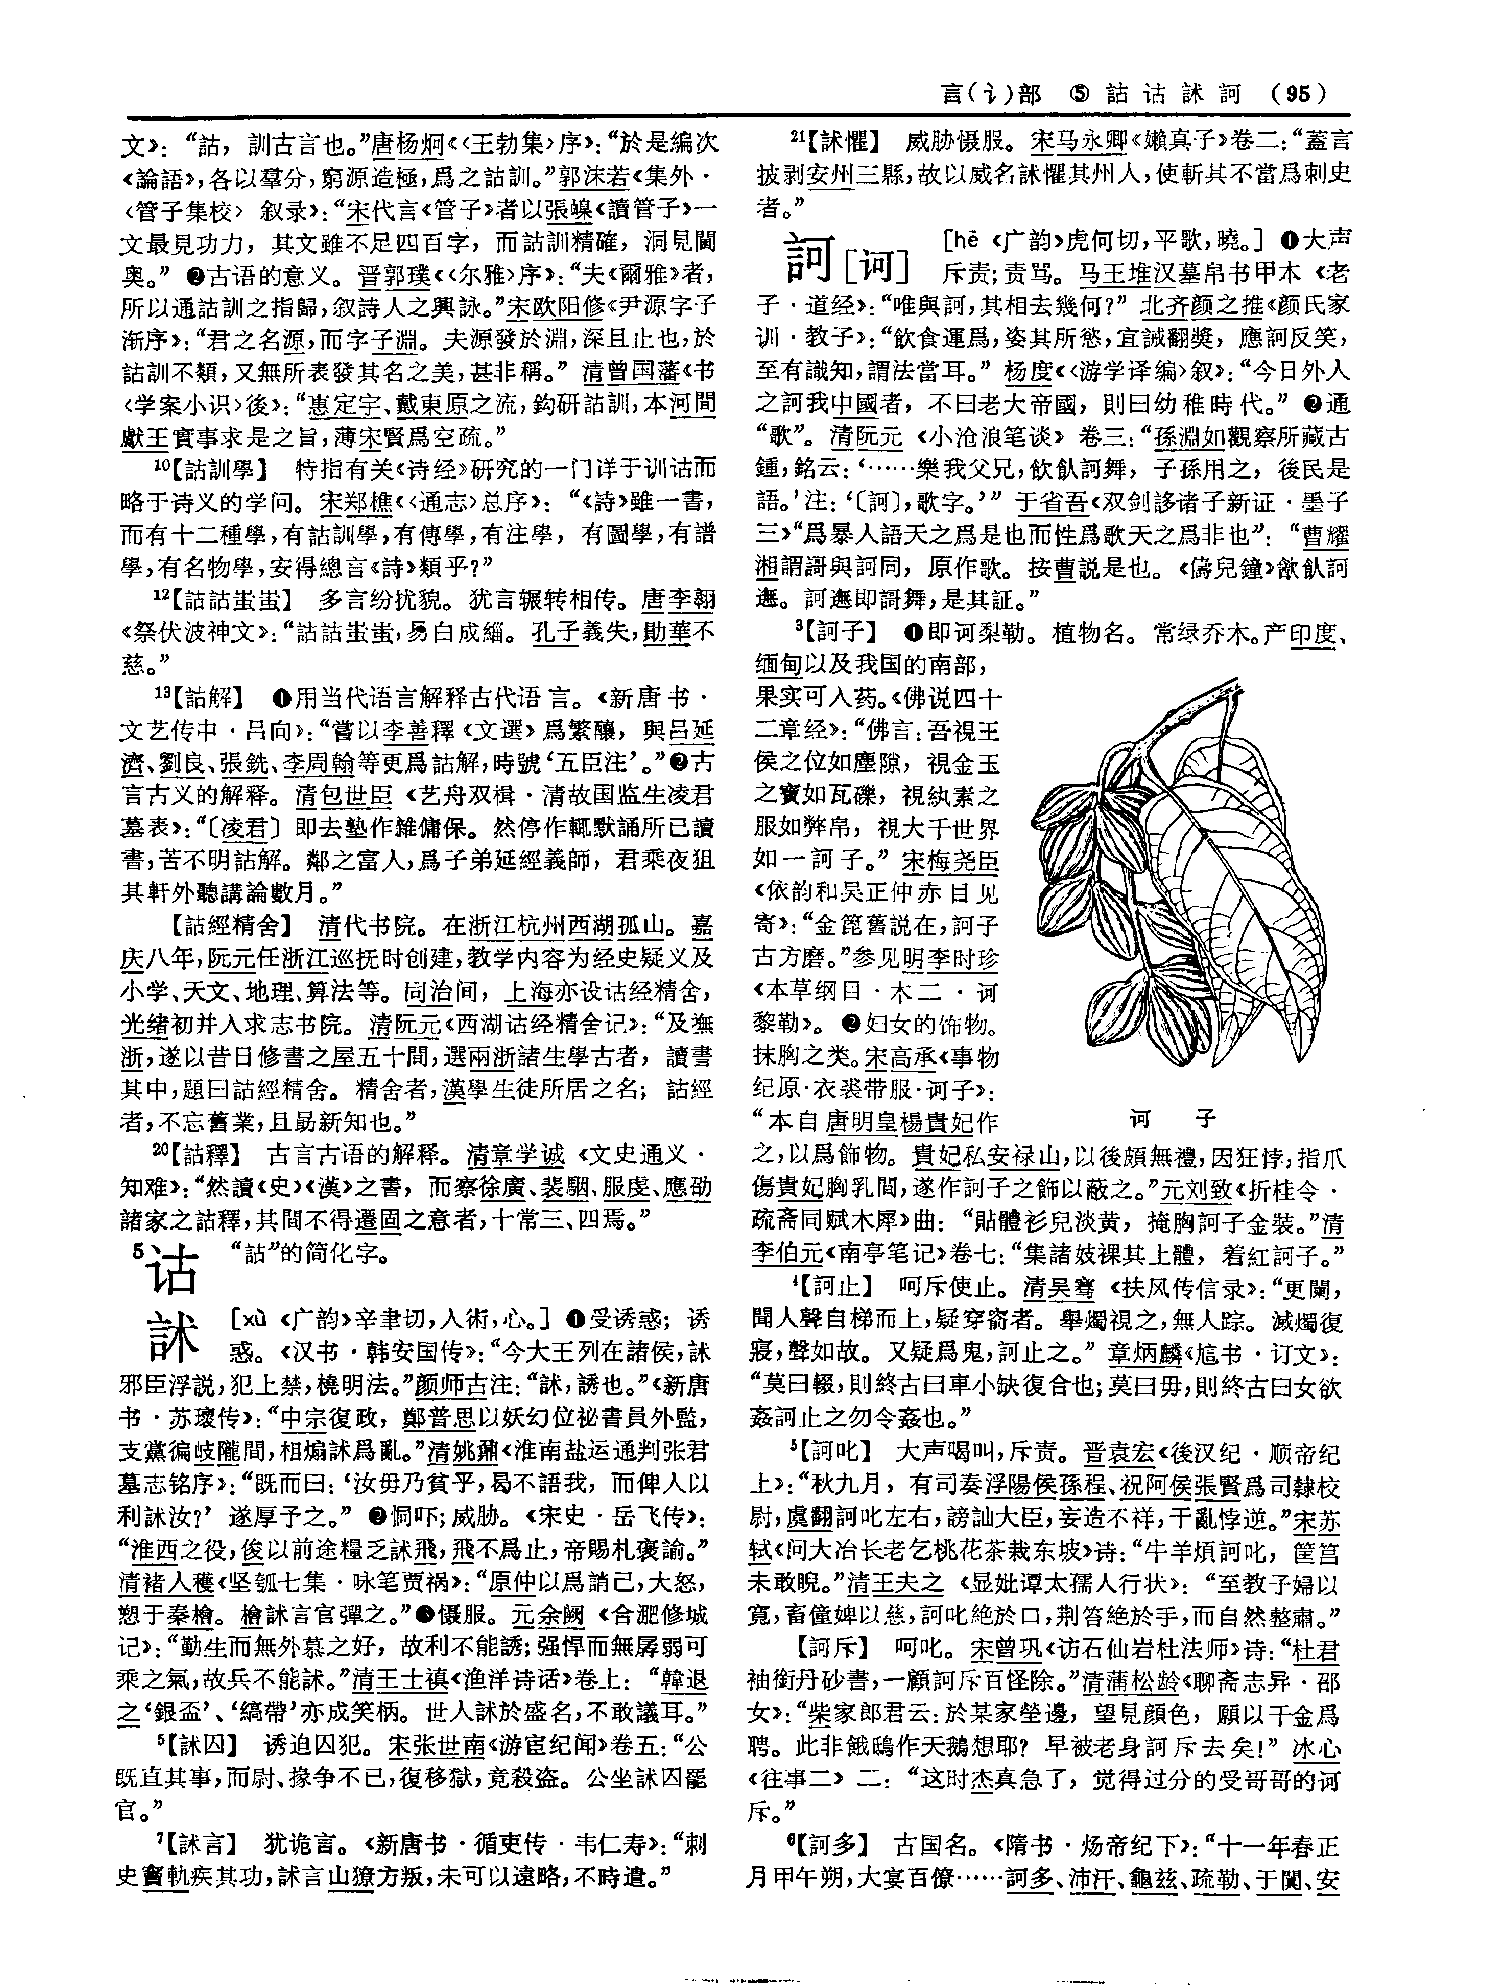 言(讠)部　⑤　詁诂訹訶　(95)
文》：“詁，訓古言也。”唐杨炯《〈王勃集〉序》：“於是編次
《論語》，各以羣分，窮源造極，爲之詁訓。”郭沫若《集外·
〈管子集校〉叙录》：“宋代言《管子》者以張嵲《讀管子》一
文最見功力，其文雖不足四百字，而詁訓精確，洞見閫
奥。”❷古语的意义。晋郭璞《〈尔雅〉序》：“夫《爾雅》者，
所以通詁訓之指歸，叙詩人之興詠。”宋欧阳修《尹源字子
渐序》：“君之名源，而字子淵。夫源發於淵，深且止也，於
詁訓不類，又無所表發其名之美，甚非稱。”清曾国藩《书
〈学案小识〉後》：“惠定宇、戴東原之流，鈎研詁訓，本河間
獻王實事求是之旨，薄宋賢爲空疏。”
10【詁訓學】　特指有关《诗经》研究的一门详于训诂而
略于诗义的学问。宋郑樵《〈通志〉总序》：“《詩》雖一書，
而有十二種學，有詁訓學，有傳學，有注學，有圖學，有譜
學，有名物學，安得總言《詩》類乎？”
12【詁詁蚩蚩】　多言纷扰貌。犹言辗转相传。唐李翱
《祭伏波神文》：“詁詁蚩蚩，易白成緇。孔子義失，勛華不
慈。”
13【詁解】　❶用当代语言解释古代语言。《新唐书·
文艺传中·吕向》：“嘗以李善釋《文選》爲繁釀，與吕延
濟、劉良、張銑、李周翰等更爲詁解，時號‘五臣注’。”❷古
言古义的解释。清包世臣《艺舟双楫·清故国监生凌君
墓表》：“〔凌君〕即去塾作雜傭保。然停作輒默誦所已讀
書，苦不明詁解。鄰之富人，爲子弟延經義師，君乘夜狙
其軒外聽講論數月。”
【詁經精舍】　清代书院。在浙江杭州西湖孤山。嘉
庆八年，阮元任浙江巡抚时创建，教学内容为经史疑义及
小学、天文、地理、算法等。同治间，上海亦设诂经精舍，
光绪初并入求志书院。清阮元《西湖诂经精舍记》：“及撫
浙，遂以昔日修書之屋五十間，選兩浙諸生學古者，讀書
其中，題曰詁經精舍。精舍者，漢學生徒所居之名；詁經
者，不忘舊業，且勗新知也。”
20【詁釋】　古言古语的解释。清章学诚《文史通义·
知难》：“然讀《史》《漢》之書，而察徐廣、裴駰、服虔、應劭
諸家之詁釋，其間不得遷固之意者，十常三、四焉。”
5诂　“詁”的简化字。
訹　[xù《广韵》辛聿切，入術，心。]❶受诱惑；诱
惑。《汉书·韩安国传》：“今大王列在諸侯，訹
邪臣浮説，犯上禁，橈明法。”颜师古注：“訹，誘也。”《新唐
书·苏瓌传》：“中宗復政，鄭普思以妖幻位祕書員外監，
支黨徧岐隴間，相煽訹爲亂。”清姚鼐《淮南盐运通判张君
墓志铭序》：“既而曰：‘汝毋乃貧乎，曷不語我，而俾人以
利訹汝？’遂厚予之。”❷恫吓；威胁。《宋史·岳飞传》：
“淮西之役，俊以前途糧乏訹飛，飛不爲止，帝賜札褒諭。”
清褚人穫《坚瓠七集·咏笔贾祸》：“原仲以爲誚己，大怒，
愬于秦檜。檜訹言官彈之。”❸慑服。元余阙《合淝修城
记》：“勤生而無外慕之好，故利不能誘；强悍而無孱弱可
乘之氣，故兵不能訹。”清王士禛《渔洋诗话》卷上：“韓退
之‘銀盃’、‘縞帶’亦成笑柄。世人訹於盛名，不敢議耳。”
5【訹囚】　诱迫囚犯。宋张世南《游宦纪闻》卷五：“公
既直其事，而尉、掾争不已，復移獄，竟殺盗。公坐訹囚罷
官。”
7【訹言】　犹诡言。《新唐书·循吏传·韦仁寿》：“刺
史竇軌疾其功，訹言山獠方叛，未可以遠略，不時遣。”
21【訹懼】　威胁慑服。宋马永卿《嬾真子》卷二：“蓋言
披剥安州三縣，故以威名訹懼其州人，使斬其不當爲刺史
者。”
訶[诃]　[hē《广韵》虎何切，平歌，曉。]❶大声
斥责；责骂。马王堆汉墓帛书甲本《老
子·道经》：“唯與訶，其相去幾何？”北齐颜之推《颜氏家
训·教子》：“飲食運爲，姿其所慾，宜誡翻奬，應訶反笑，
至有識知，謂法當耳。”杨度《〈游学译编〉叙》：“今日外人
之訶我中國者，不曰老大帝國，則曰幼稚時代。”❷通
“歌”。清阮元《小沧浪笔谈》卷三：“孫淵如觀察所藏古
鍾，銘云：‘……樂我父兄，飲飤訶舞，子孫用之，後民是
語。’注：‘〔訶〕，歌字。’”于省吾《双剑誃诸子新证·墨子
三》“爲暴人語天之爲是也而性爲歌天之爲非也”：“曹耀
湘謂謌與訶同，原作歌。按曹説是也。《儔兒鐘》飲飤訶
遱。訶遱即謌舞，是其証。”
3【訶子】　❶即诃梨勒。植物名。常绿乔木。产印度、
缅甸以及我国的南部，
果实可入药。《佛说四十
二章经》：“佛言：吾視王
侯之位如塵隙，視金玉
之寶如瓦礫，視紈素之
服如弊帛，視大千世界
如一訶子。”宋梅尧臣
《依韵和吴正仲赤目见
寄》：“金篦舊説在，訶子
古方磨。”参见明李时珍
《本草纲目·木二·诃
黎勒》。❷妇女的饰物。
抹胸之类。宋高承《事物
纪原·衣裘带服·诃子》：
“本自唐明皇楊貴妃作
之，以爲飾物。貴妃私安禄山，以後頗無禮，因狂悖，指爪
傷貴妃胸乳間，遂作訶子之飾以蔽之。”元刘致《折桂令·
疏斋同赋木犀》曲：“貼體衫兒淡黄，掩胸訶子金裝。”清
李伯元《南亭笔记》卷七：“集諸妓裸其上體，着紅訶子。”
诃　子
4【訶止】　呵斥使止。清吴骞《扶风传信录》：“更闌，
聞人聲自梯而上，疑穿窬者。舉燭視之，無人踪。滅燭復
寢，聲如故。又疑爲鬼，訶止之。”章炳麟《訄书·订文》：
“莫曰輟，則終古曰車小缺復合也；莫曰毋，則終古曰女欲
姦訶止之勿令姦也。”
5【訶叱】　大声喝叫，斥责。晋袁宏《後汉纪·顺帝纪
上》：“秋九月，有司奏浮陽侯孫程、祝阿侯張賢爲司隸校
尉，虞翻訶叱左右，謗訕大臣，妄造不祥，干亂悖逆。”宋苏
轼《问大冶长老乞桃花茶栽东坡》诗：“牛羊煩訶叱，筐筥
未敢睨。”清王夫之《显妣谭太孺人行状》：“至教子婦以
寬，畜僮婢以慈，訶叱絶於口，荆笞絶於手，而自然整肅。”
【訶斥】　呵叱。宋曾巩《访石仙岩杜法师》诗：“杜君
袖銜丹砂書，一顧訶斥百怪除。”清蒲松龄《聊斋志异·邵
女》：“柴家郎君云：於某家塋邊，望見顔色，願以千金爲
聘。此非餓鴟作天鵝想耶？早被老身訶斥去矣！”冰心
《往事二》二：“这时杰真急了，觉得过分的受哥哥的诃
斥。”
6【訶多】　古国名。《隋书·炀帝纪下》：“十一年春正
月甲午朔，大宴百僚……訶多、沛汗、龜兹、疏勒、于闐、安